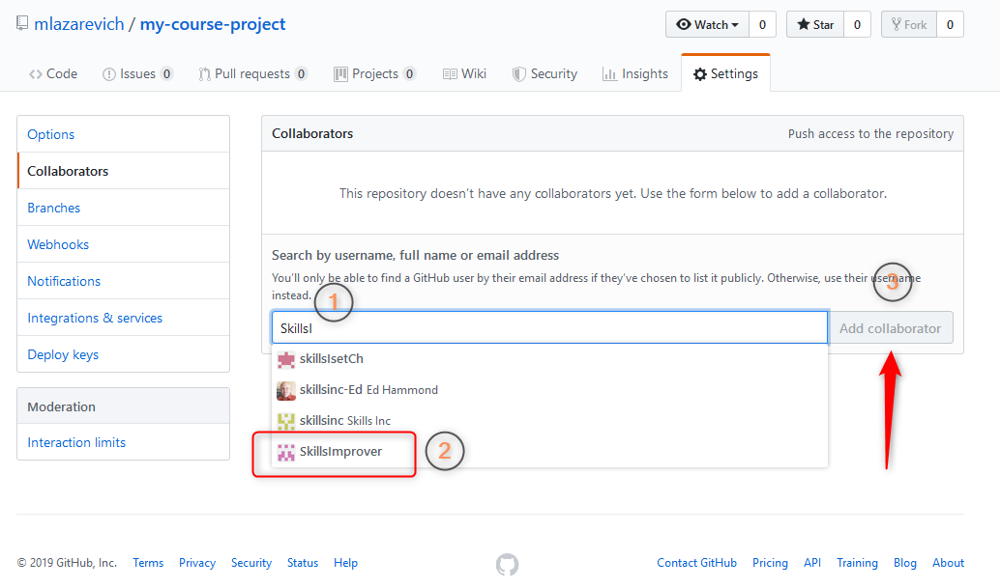 mlazarevich / my-course-project
Watch 0 Star 0 Fork 0
Code Issues 0 Pull requests 0 Projects 0 Wiki Security Insights Settings
Options
Collaborators
Branches
Webhooks
Notifications
Integrations & services
Deploy keys
Moderation
Interaction limits
Collaborators Push access to the repository
This repository doesn't have any collaborators yet. Use the form below to add a collaborator.
Search by username, full name or email address
You'll only be able to find a GitHub user by their email address if they've chosen to list it publicly. Otherwise, use their username
instead.
1
3
SkillsI Add collaborator
skillsIsetCh
skillsinc-Ed Ed Hammond
skillsinc Skills Inc
SkillsImprover
2
© 2019 GitHub, Inc. Terms Privacy Security Status Help Contact GitHub Pricing API Training Blog About